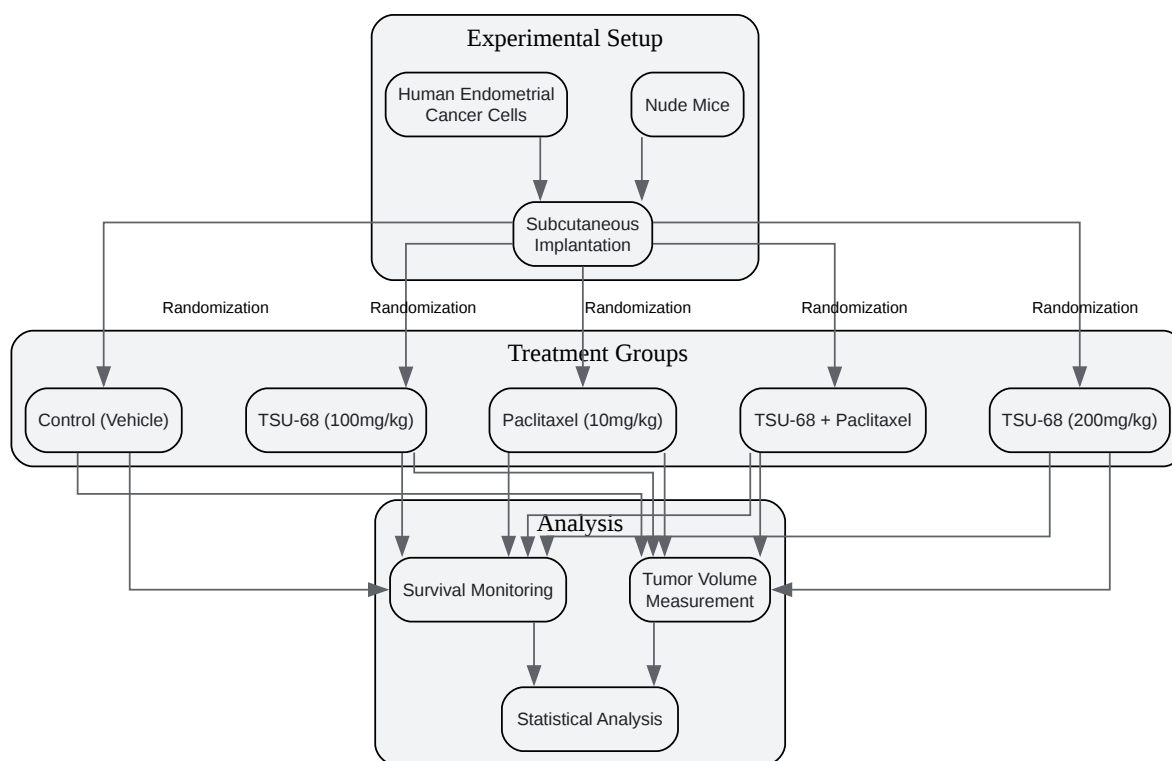 Experimental Setup
Human Endometrial
Cancer Cells
Nude Mice
Subcutaneous
Implantation
Randomization
Randomization
Randomization
Randomization
Randomization
Treatment Groups
Control (Vehicle)
TSU-68 (100mg/kg)
Paclitaxel (10mg/kg)
TSU-68 + Paclitaxel
TSU-68 (200mg/kg)
Analysis
Survival Monitoring
Tumor Volume
Measurement
Statistical Analysis